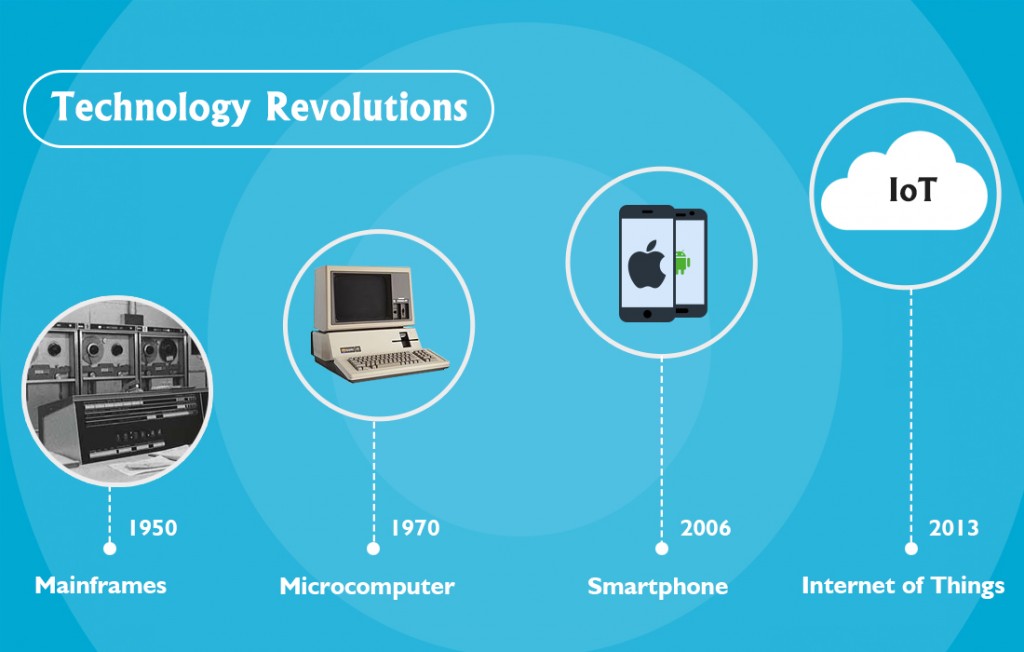 Technology Revolutions
IoT
1950
1970
2006
2013
Mainframes
Microcomputer
Smartphone
Internet of Things